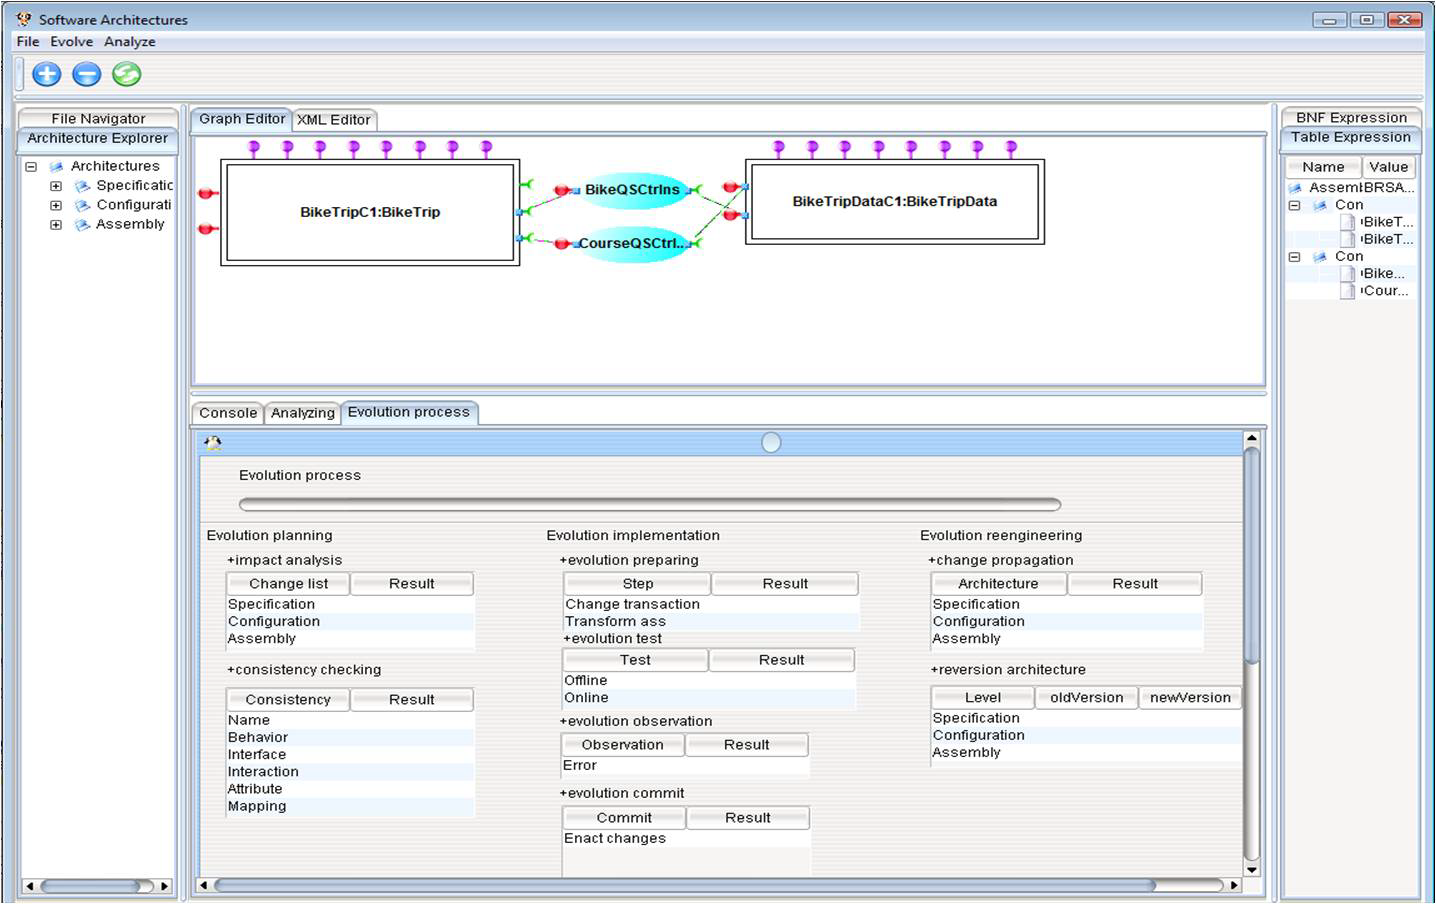 Software Architectures
File Evolve Analyze
File Navigator
Architecture Explorer
Architectures
Specificatic
Configurati
Assembly
Graph Editor XML Editor
BikeTripC1:BikeTrip
BikeQSCtrlns
CourseQSCtrl...
BikeTripDataC1:BikeTripData
BNF Expression
Table Expression
Name Value
AssemBRSA...
Con
BikeT...
BikeT...
Con
Bike...
Cour...
Console Analyzing Evolution process
Evolution process
Evolution planning
+impact analysis
Change list Result
Specification
Configuration
Assembly
+consistency checking
Consistency Result
Name
Behavior
Interface
Interaction
Attribute
Mapping
Evolution implementation
+evolution preparing
Step Result
Change transaction
Transform ass
+evolution test
Test Result
Offline
Online
+evolution observation
Observation Result
Error
+evolution commit
Commit Result
Enact changes
Evolution reengineering
+change propagation
Architecture Result
Specification
Configuration
Assembly
+reversion architecture
Level oldVersion newVersion
Specification
Configuration
Assembly